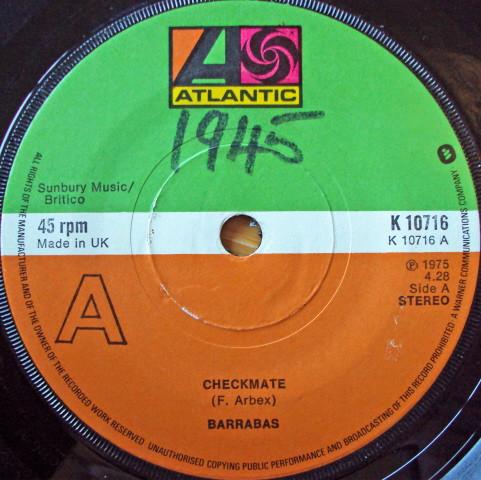 ATLANTIC
1945
Sunbury Music/
Britico
45 rpm
Made in UK
K 10716
K 10716 A
℗ 1975
4.28
Side A
STEREO
A
CHECKMATE
(F. Arbex)
BARRABAS
ALL RIGHTS OF THE MANUFACTURER AND OF THE OWNER OF THE RECORDED WORK RESERVED UNAUTHORISED COPYING PUBLIC PERFORMANCE AND BROADCASTING OF THIS RECORD PROHIBITED A WARNER COMMUNICATIONS COMPANY